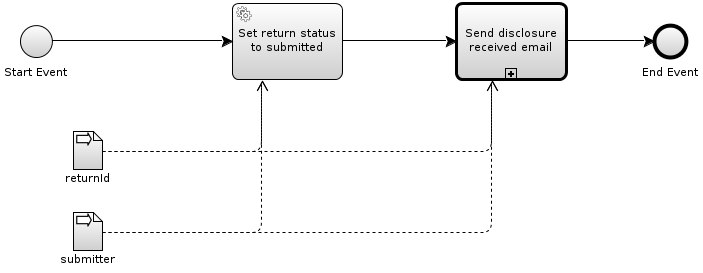 Set return status
to submitted
Send disclosure
received email
Start Event
End Event
returnId
submitter